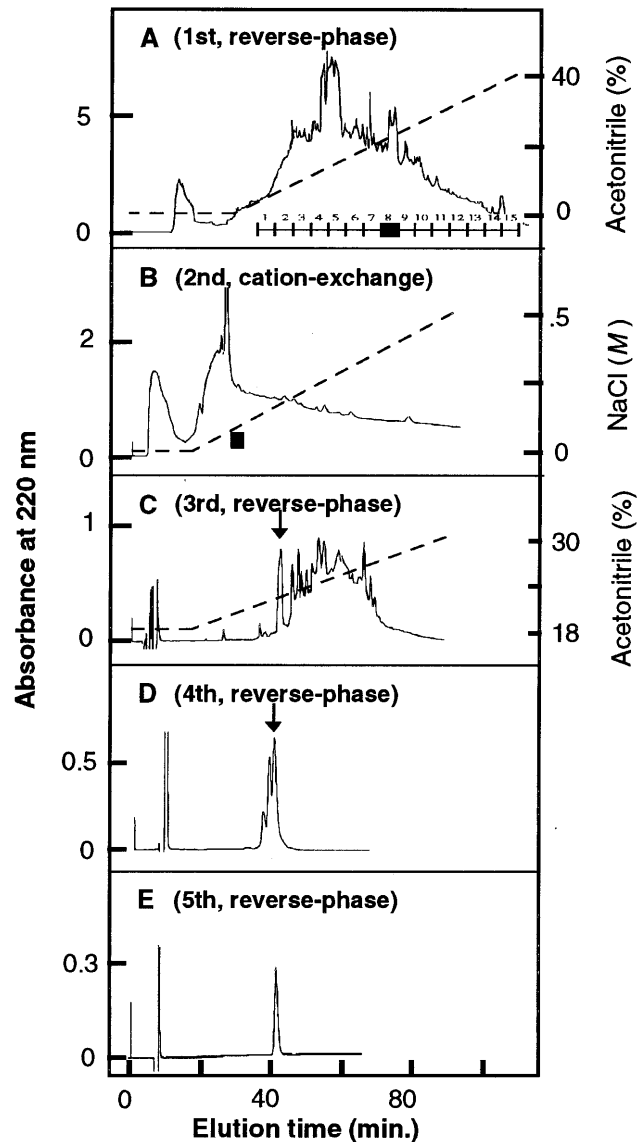 A (1st, reverse-phase)
5
0
40
0
Acetonitrile (%)
1 2 3 4 5 6 7 8 9 10 11 12 13 14 15
B (2nd, cation-exchange)
2
0
.5
0
NaCl (M)
Absorbance at 220 nm
C (3rd, reverse-phase)
1
0
30
18
Acetonitrile (%)
D (4th, reverse-phase)
0.5
0
E (5th, reverse-phase)
0.3
0
0 40 80
Elution time (min.)